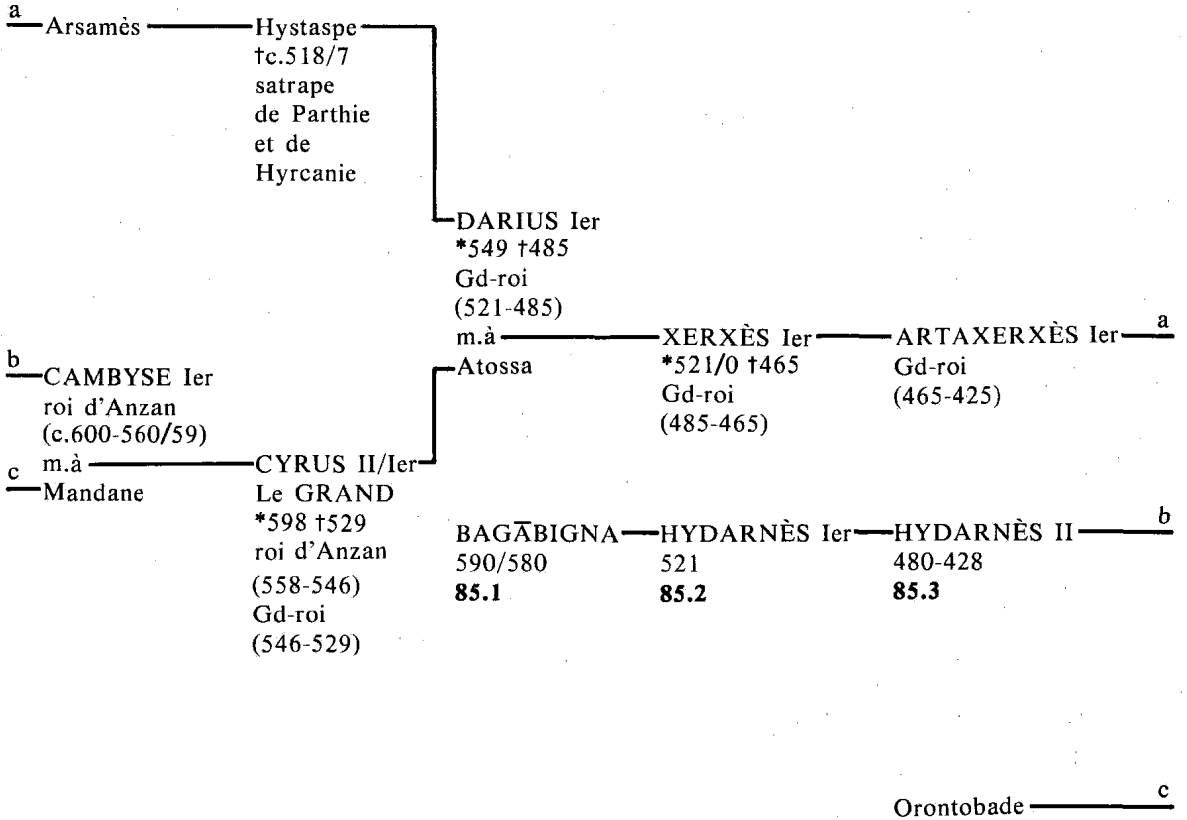 a
Arsamès
Hystaspe
†c.518/7
satrape
de Parthie
et de
Hyrcanie
DARIUS Ier
*549 †485
Gd-roi
(521-485)
m.à
Atossa
XERXÈS Ier
*521/0 †465
Gd-roi
(485-465)
ARTAXERXÈS Ier
Gd-roi
(465-425)
a
b
CAMBYSE Ier
roi d'Anzan
(c.600-560/59)
m.à
c
Mandane
CYRUS II/Ier
Le GRAND
*598 †529
roi d'Anzan
(558-546)
Gd-roi
(546-529)
BAGĀBIGNA
590/580
85.1
HYDARNÈS Ier
521
85.2
HYDARNÈS II
480-428
85.3
b
Orontobade
c